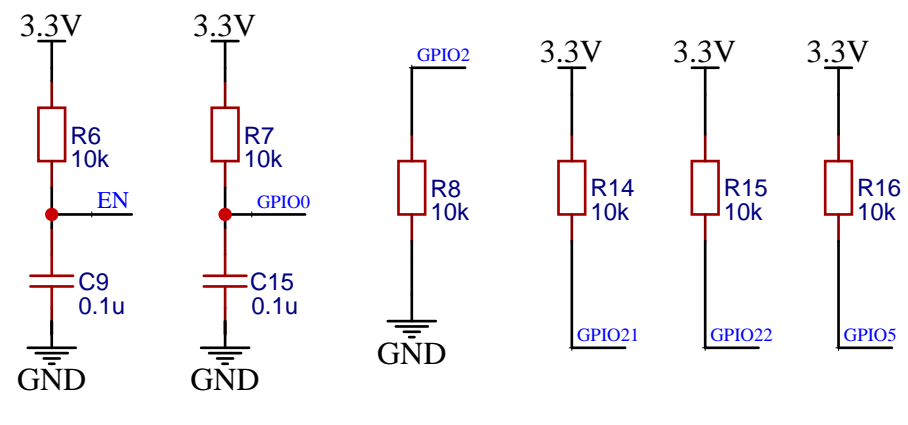 3.3V
R6
10k
EN
C9
0.1u
GND
3.3V
R7
10k
GPIO0
C15
0.1u
GND
GPIO2
R8
10k
GND
3.3V
R14
10k
GPIO21
3.3V
R15
10k
GPIO22
3.3V
R16
10k
GPIO5